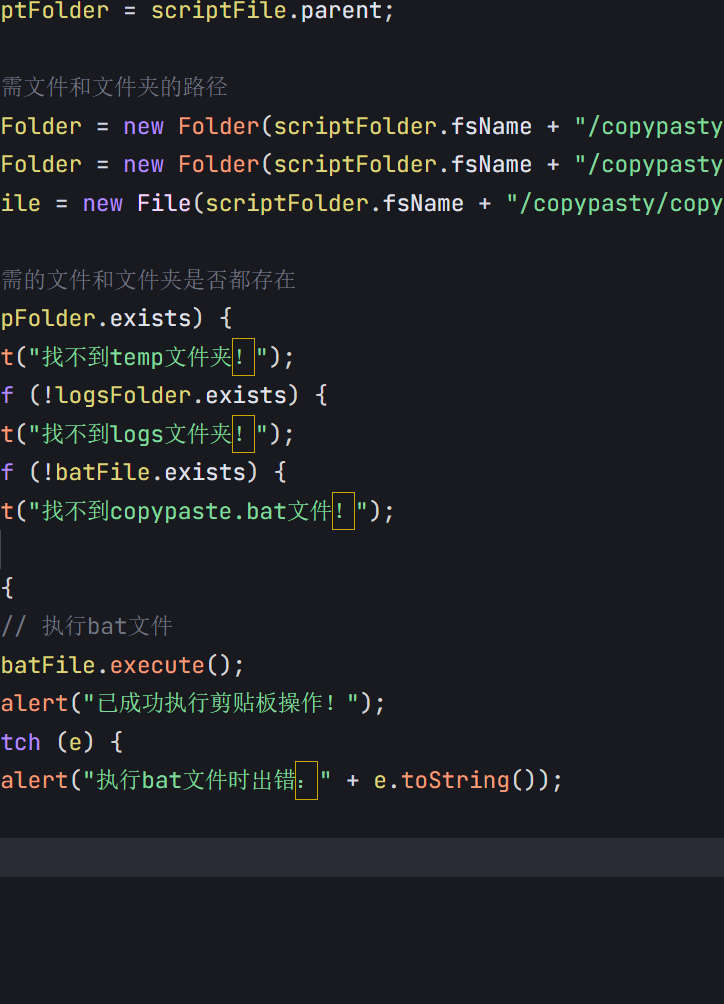 ptFolder = scriptFile.parent;
需文件和文件夹的路径
Folder = new Folder(scriptFolder.fsName + "/copypasty
Folder = new Folder(scriptFolder.fsName + "/copypasty
ile = new File(scriptFolder.fsName + "/copypasty/copy
需的文件和文件夹是否都存在
pFolder.exists) {
t("找不到temp文件夹！");
f (!logsFolder.exists) {
t("找不到logs文件夹！");
f (!batFile.exists) {
t("找不到copypaste.bat文件！");
{
// 执行bat文件
batFile.execute();
alert("已成功执行剪贴板操作！");
tch (e) {
alert("执行bat文件时出错：" + e.toString());